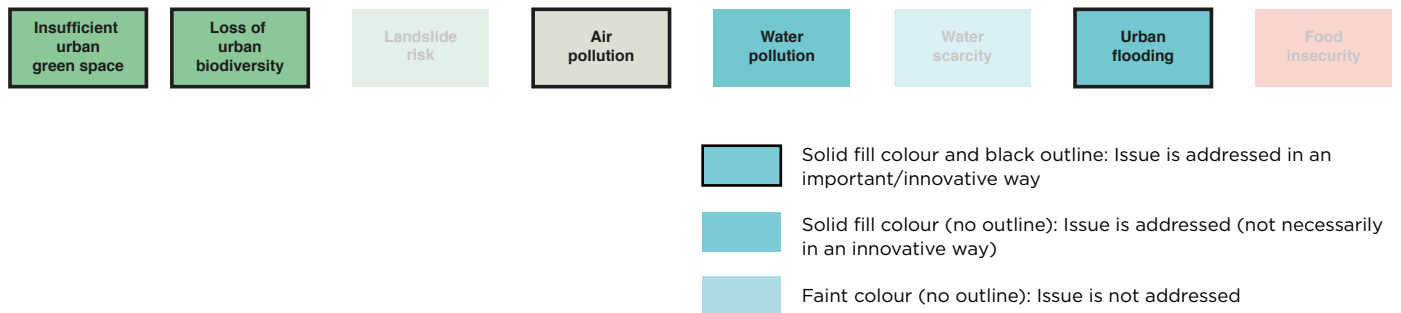 Insufficient
urban
green space
Loss of
urban
biodiversity
Landslide
risk
Air
pollution
Water
pollution
Water
scarcity
Urban
flooding
Food
insecurity
Solid fill colour and black outline: Issue is addressed in an
important/innovative way
Solid fill colour (no outline): Issue is addressed (not necessarily
in an innovative way)
Faint colour (no outline): Issue is not addressed